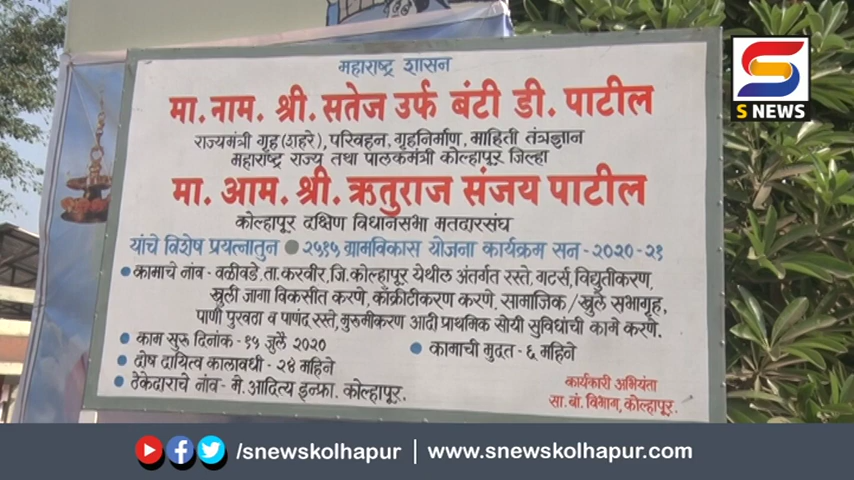 महाराष्ट्र शासन
मा. नाम. श्री. सतेज उर्फ बंटी डी. पाटील
राज्यमंत्री गृह (शहरे), परिवहन, गृहनिर्माण, माहिती तंत्रज्ञान
महाराष्ट्र राज्य तथा पालकमंत्री कोल्हापूर जिल्हा
मा. आम. श्री. ऋतुराज संजय पाटील
कोल्हापूर दक्षिण विधानसभा मतदारसंघ
यांचे विशेष प्रयत्नातुन ● २५१५ ग्रामविकास योजना कार्यक्रम सन - २०२० - २१
● कामाचे नांव - वळीवडे. ता. करवीर. जि. कोल्हापूर येथील अंतर्गत रस्ते. गटर्स, विद्युतीकरण,
खुली जागा विकसीत करणे, काँक्रीटीकरण करणे. सामाजिक / खुले सभागृह,
पाणी पुरवठा व पाणंद रस्ते, मुरुमीकरण आदी प्राथमिक सोयी सुविधांची कामे करणे.
● काम सुरु दिनांक - १५ जुलै २०२०
● कामाची मुदत - ६ महिने
● दोष दायित्व कालावधी - २४ महिने
● ठेकेदाराचे नांव - मे. आदित्य इन्फ्रा. कोल्हापूर.
कार्यकारी अभियंता
सा. बां. विभाग, कोल्हापूर.
S NEWS
/snewskolhapur | www.snewskolhapur.com